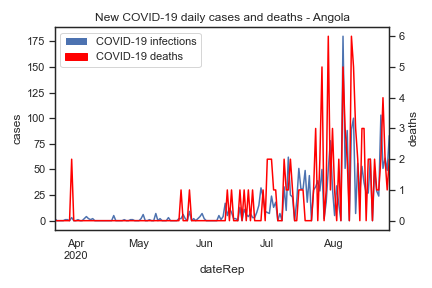 New COVID-19 daily cases and deaths - Angola
COVID-19 infections
COVID-19 deaths
175
150
125
100
75
50
25
0
cases
6
5
4
3
2
1
0
deaths
Apr
2020
May
Jun
Jul
Aug
dateRep